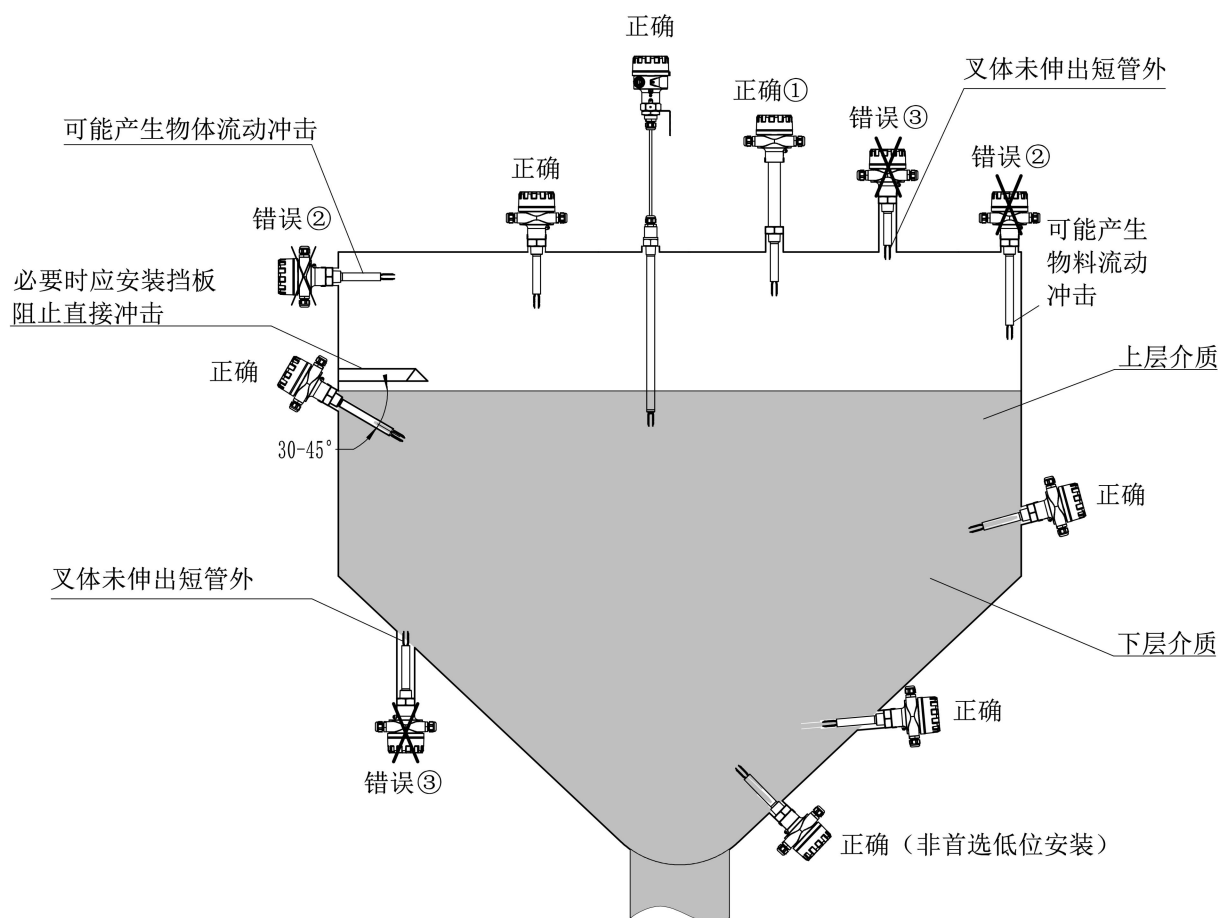 正确
叉体未伸出短管外
正确①
错误③
可能产生物体流动冲击
正确
错误②
错误②
可能产生
物料流动
冲击
必要时应安装挡板
阻止直接冲击
正确
上层介质
30-45°
正确
叉体未伸出短管外
下层介质
正确
错误③
正确（非首选低位安装）